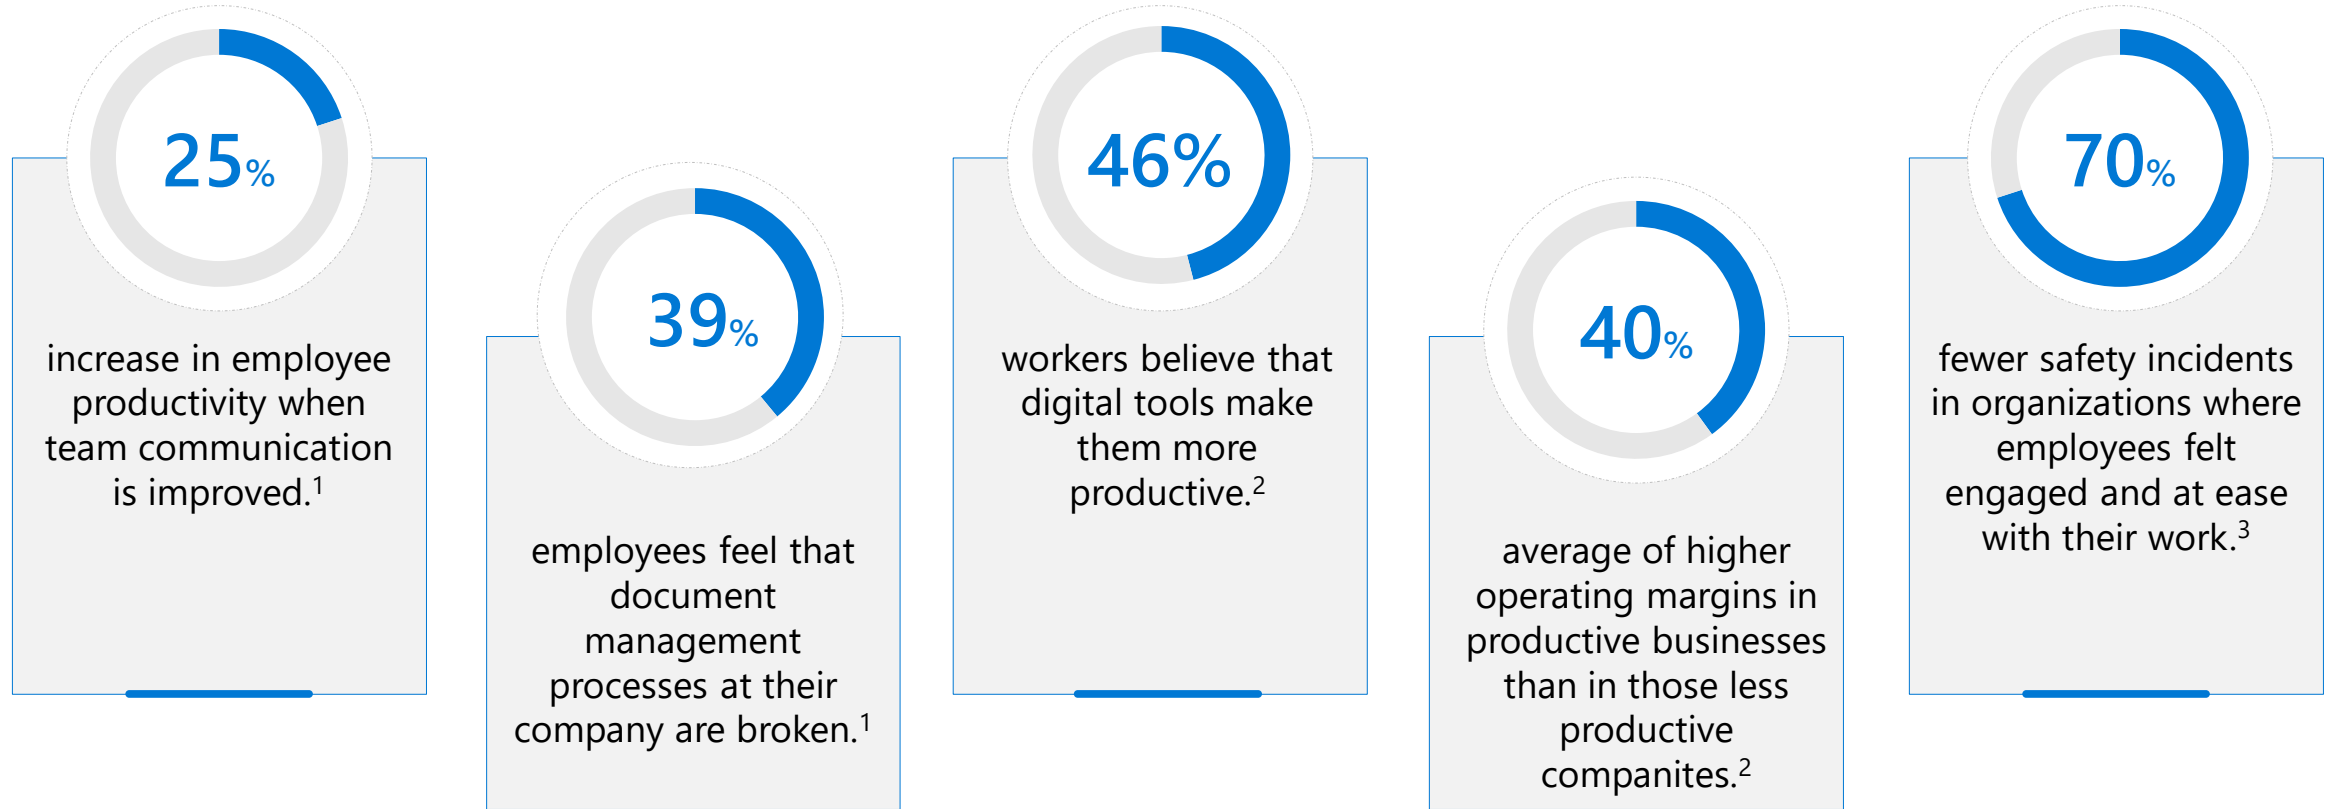 25%
increase in employee
productivity when
team communication
is improved.1
39%
employees feel that
document
management
processes at their
company are broken.1
46%
workers believe that
digital tools make
them more
productive.2
40%
average of higher
operating margins in
productive businesses
than in those less
productive
companites.2
70%
fewer safety incidents
in organizations where
employees felt
engaged and at ease
with their work.3